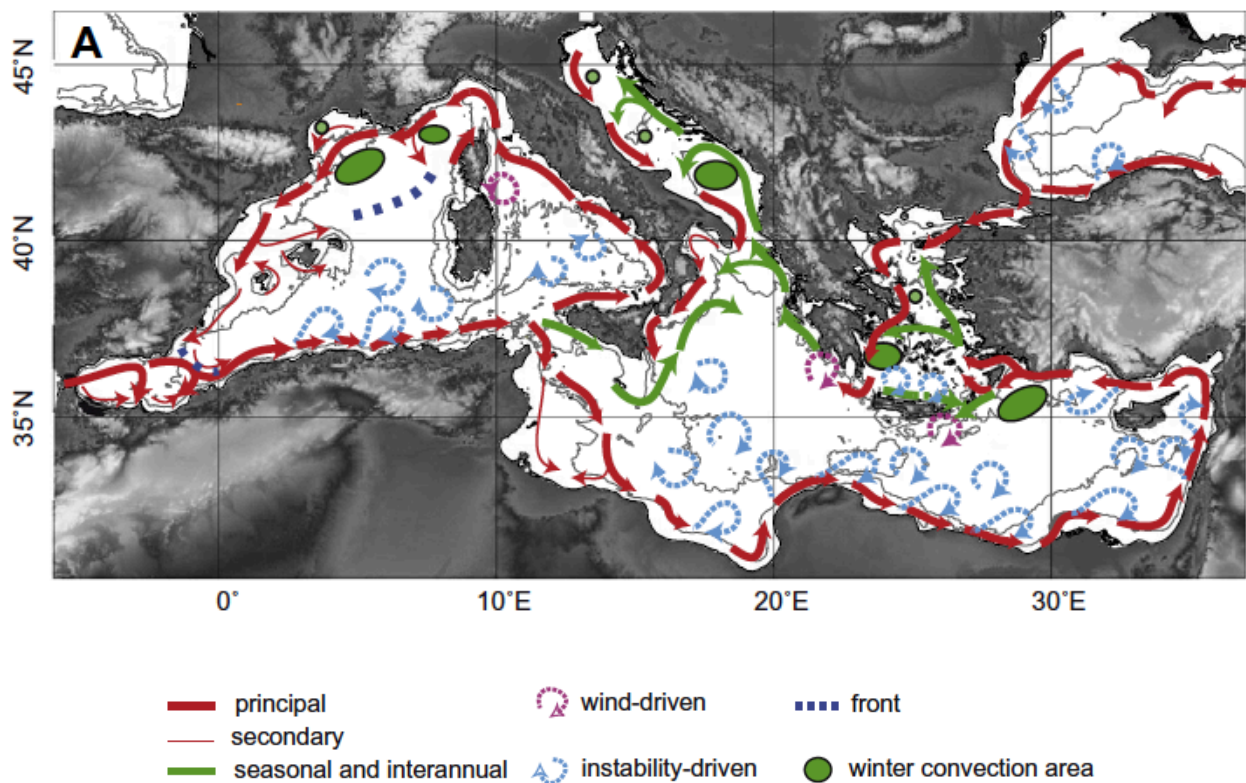 A
45°N
40°N
35°N
0°
10°E
20°E
30°E
principal
wind-driven
front
secondary
seasonal and interannual
instability-driven
winter convection area